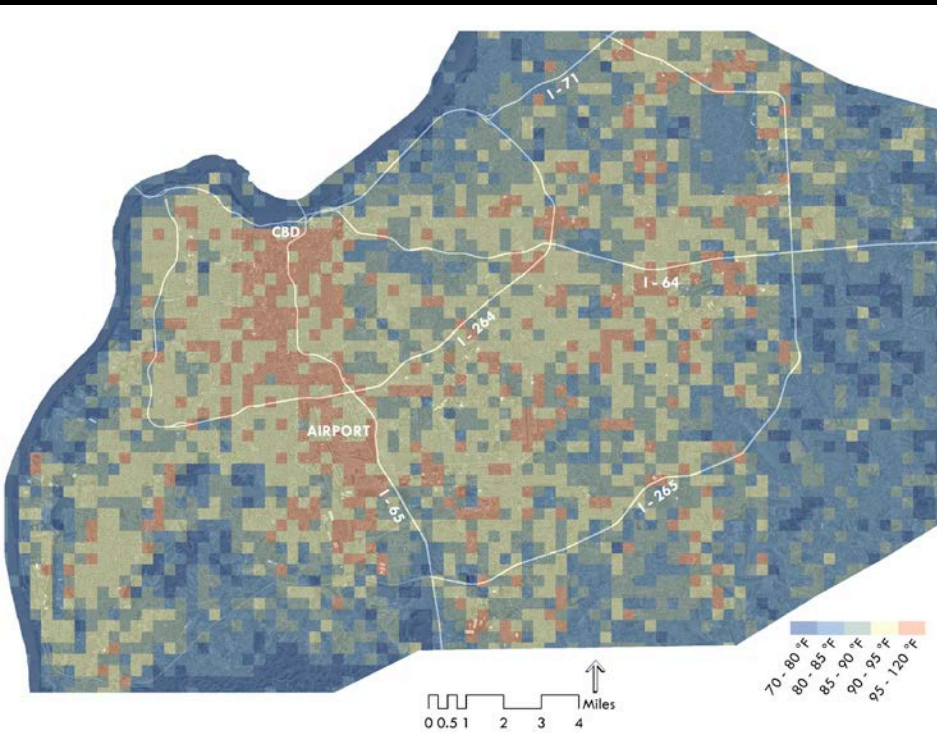 I - 71
CBD
I - 64
I - 264
AIRPORT
I - 265
I - 65
70 - 80 °F
80 - 85 °F
85 - 90 °F
90 - 95 °F
95 - 120 °F
Miles
0 0.5 1 2 3 4